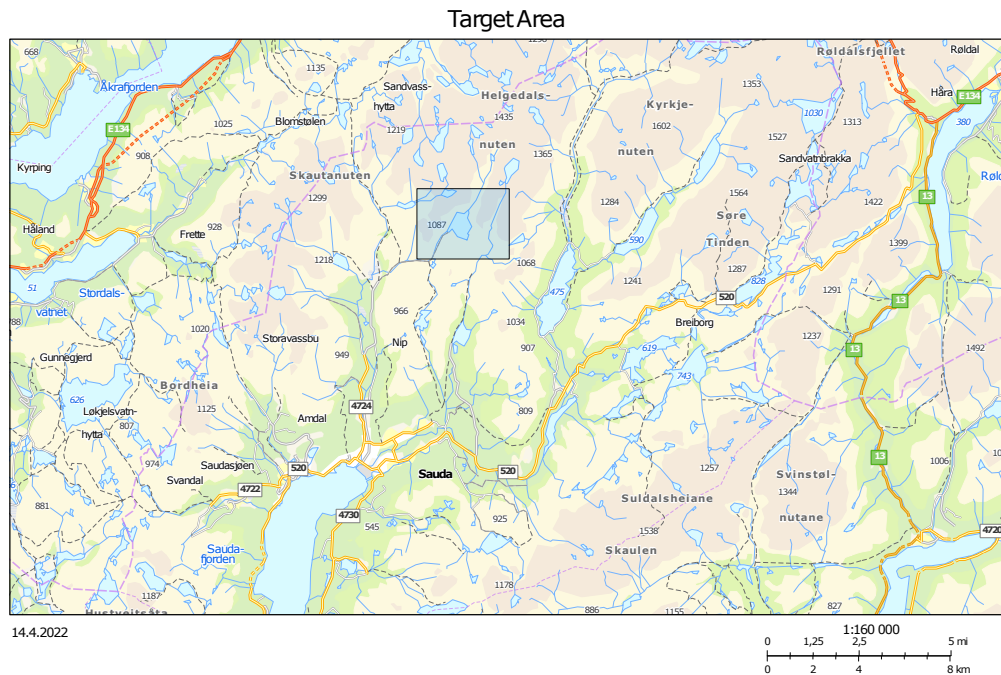 Target Area
668
1298
Røldalsfjellet
Røldal
1135
Åkrafjorden
Sandvass-
hytta
Helgedals-
1435
nuten
1353
Håra
E134
E134
1025
Blomstølen
1219
Kyrkje-
1602
nuten
1030
1313
380
908
1527
Kyrping
1365
Sandvatnbrakka
Skautanuten
1299
1564
Røl
1284
Søre
1422
13
Håland
Frette
928
1087
590
Tinden
1399
1218
1068
1241
1287
828
51
Stordals-
vatnet
475
520
1291
13
966
88
1020
1034
Breiborg
1237
Storavassbu
949
Nip
907
619
13
1492
Gunnegjerd
743
626
Bordheia
1125
Løkjelsvatn-
hytta
807
Amdal
4724
809
974
Saudasjøen
520
Sauda
520
1257
13
1006
10
Svandal
4722
Svinstøl-
1344
nutane
881
4730
545
925
Suldalsheiane
1538
4720
Sauda-
fjorden
Skaulen
1187
1178
Hustveitsåta
886
1155
827
14.4.2022
1:160 000
0 1,25 2,5 5 mi
0 2 4 8 km